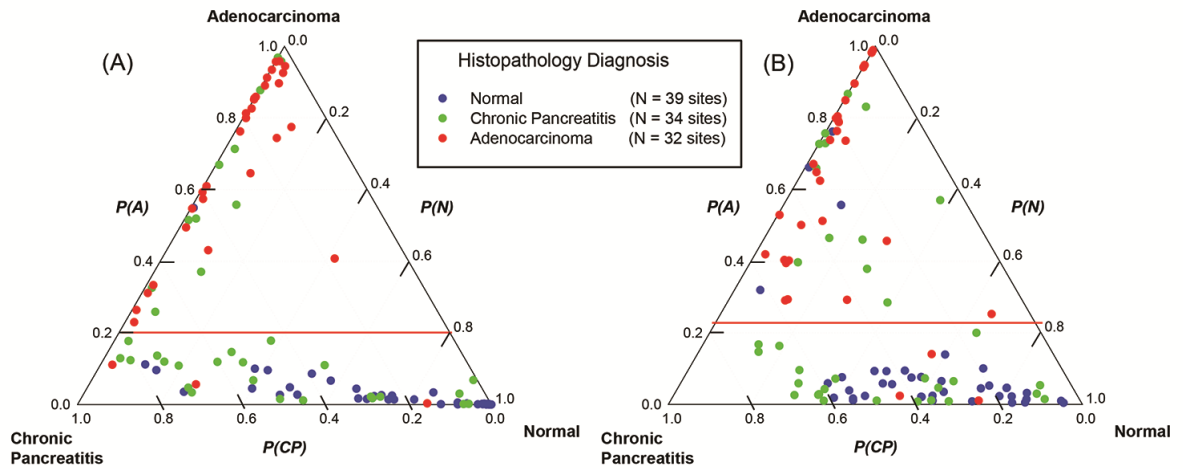 Adenocarcinoma
Adenocarcinoma
(A)
1.0
0.0
Histopathology Diagnosis
Normal (N = 39 sites)
Chronic Pancreatitis (N = 34 sites)
Adenocarcinoma (N = 32 sites)
(B)
1.0
0.0
0.8
0.2
0.8
0.2
0.6
0.4
0.6
0.4
P(A)
P(N)
P(A)
P(N)
0.4
0.6
0.4
0.6
0.2
0.8
0.2
0.8
0.0
1.0
0.0
1.0
1.0
0.8
0.6
0.4
0.2
0.0
1.0
0.8
0.6
0.4
0.2
0.0
Chronic
Pancreatitis
P(CP)
Normal
Chronic
Pancreatitis
P(CP)
Normal